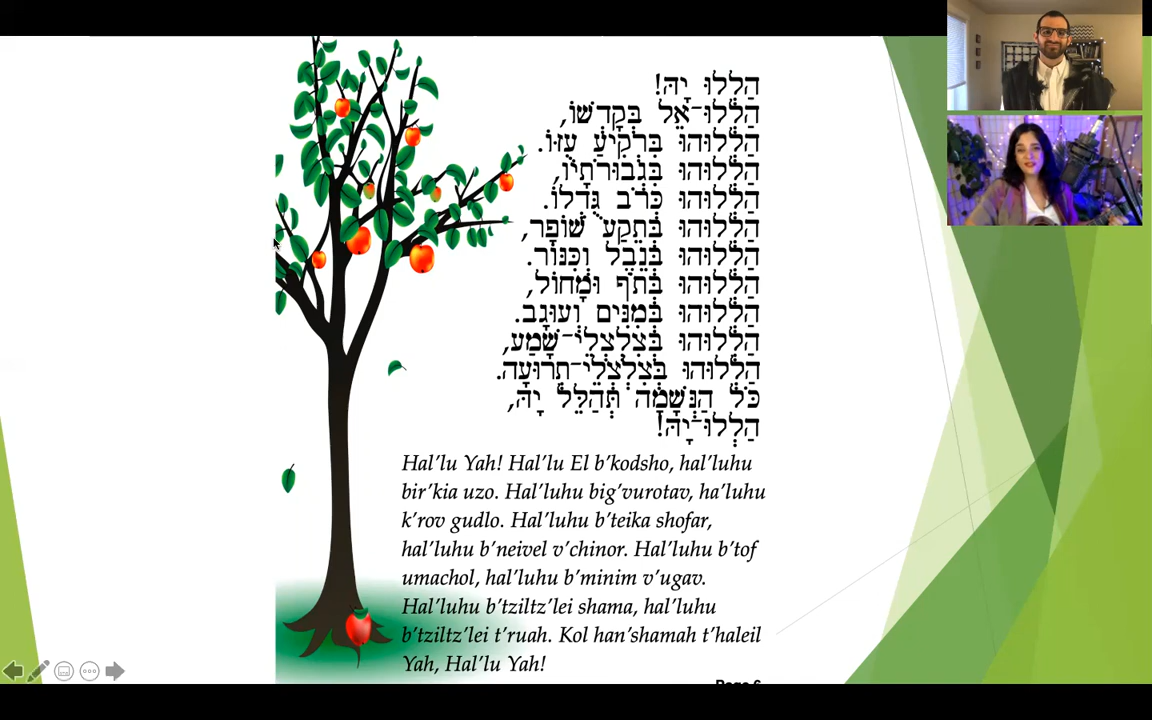 הַלְלוּ יָהּ!
הַלְלוּ־אֵל בְּקָדְשׁוֹ,
הַלְלוּהוּ בִּרְקִיעַ עֻזּוֹ.
הַלְלוּהוּ בִּגְבוּרֹתָיו,
הַלְלוּהוּ כְּרֹב גֻּדְלוֹ.
הַלְלוּהוּ בְּתֵקַע שׁוֹפָר,
הַלְלוּהוּ בְּנֵבֶל וְכִנּוֹר.
הַלְלוּהוּ בְּתֹף וּמָחוֹל,
הַלְלוּהוּ בְּמִנִּים וְעוּגָב.
הַלְלוּהוּ בְּצִלְצְלֵי־שָׁמַע,
הַלְלוּהוּ בְּצִלְצְלֵי־תְרוּעָה.
כֹּל הַנְּשָׁמָה תְּהַלֵּל יָהּ,
הַלְלוּ־יָהּ!
Hal’lu Yah! Hal’lu El b’kodsho, hal’luhu
bir’kia uzo. Hal’luhu big’vurotav, ha’luhu
k’rov gudlo. Hal’luhu b’teika shofar,
hal’luhu b’neivel v’chinor. Hal’luhu b’tof
umachol, hal’luhu b’minim v’ugav.
Hal’luhu b’tziltz’lei shama, hal’luhu
b’tziltz’lei t’ruah. Kol han’shamah t’haleil
Yah, Hal’lu Yah!
Page 6